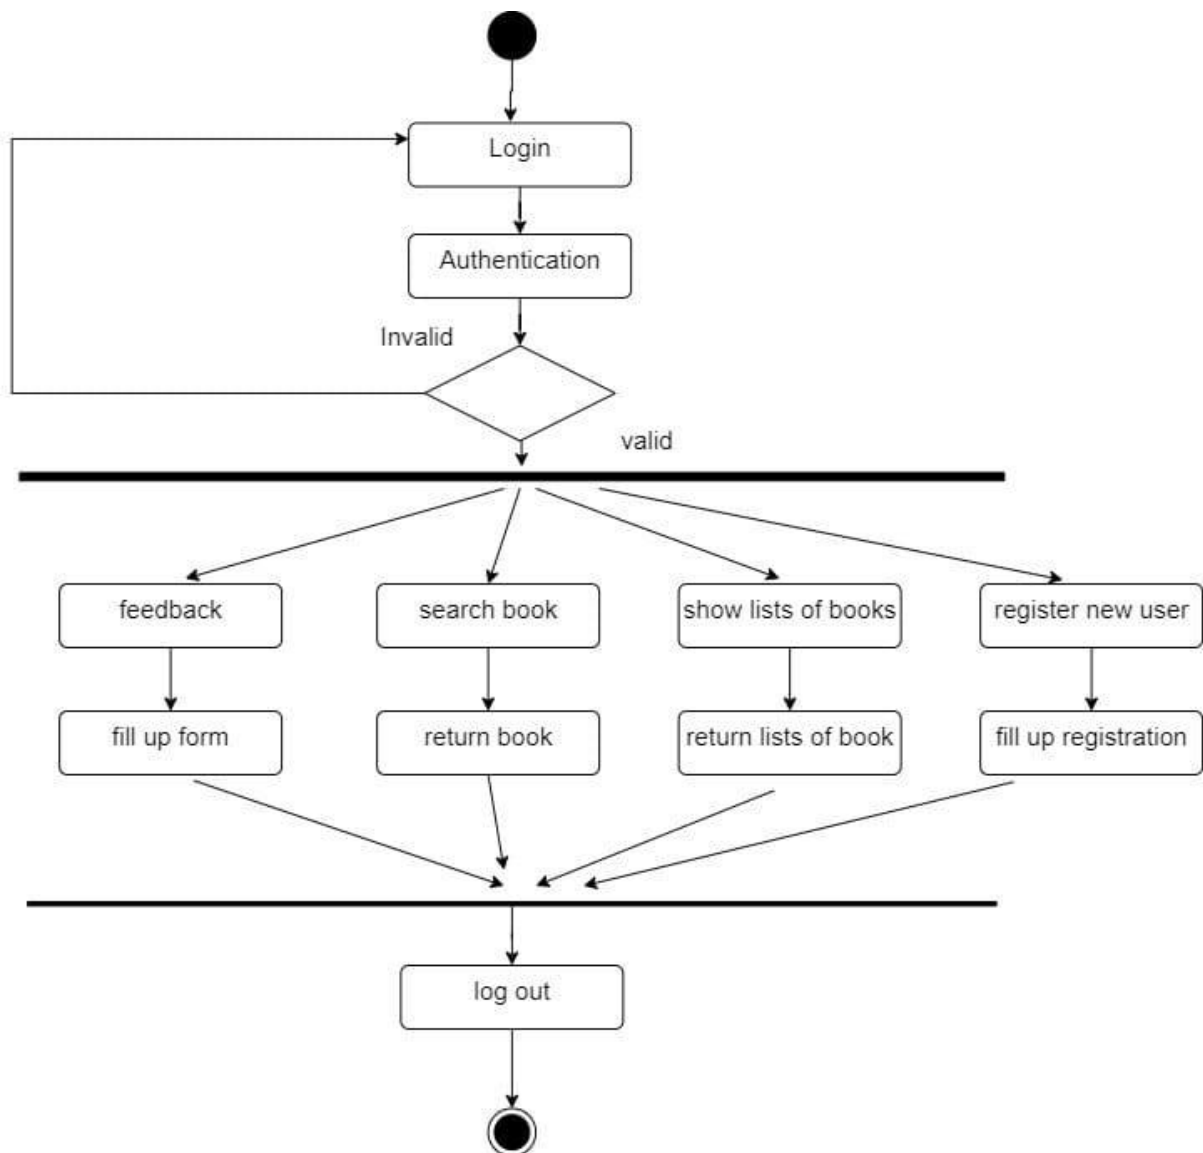 Login
Authentication
Invalid
valid
feedback
search book
show lists of books
register new user
fill up form
return book
return lists of book
fill up registration
log out